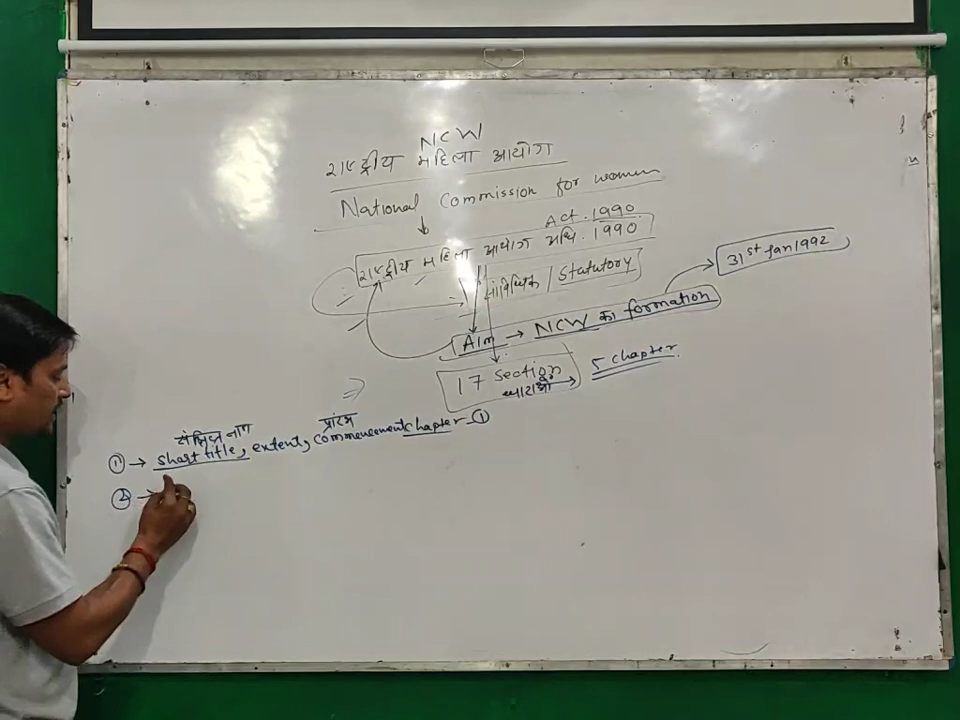 NCW
राष्ट्रीय महिला आयोग
National Commission for women
Act. 1990
राष्ट्रीय महिला आयोग अधि. 1990
सांविधिक / Statutory
31st Jan 1992
Aim → NCW का formation
17 Section
धाराओं
5 chapter
संक्षिप्त नाम प्रारंभ
① → Short title, extent, commencement chapter - ①
② →